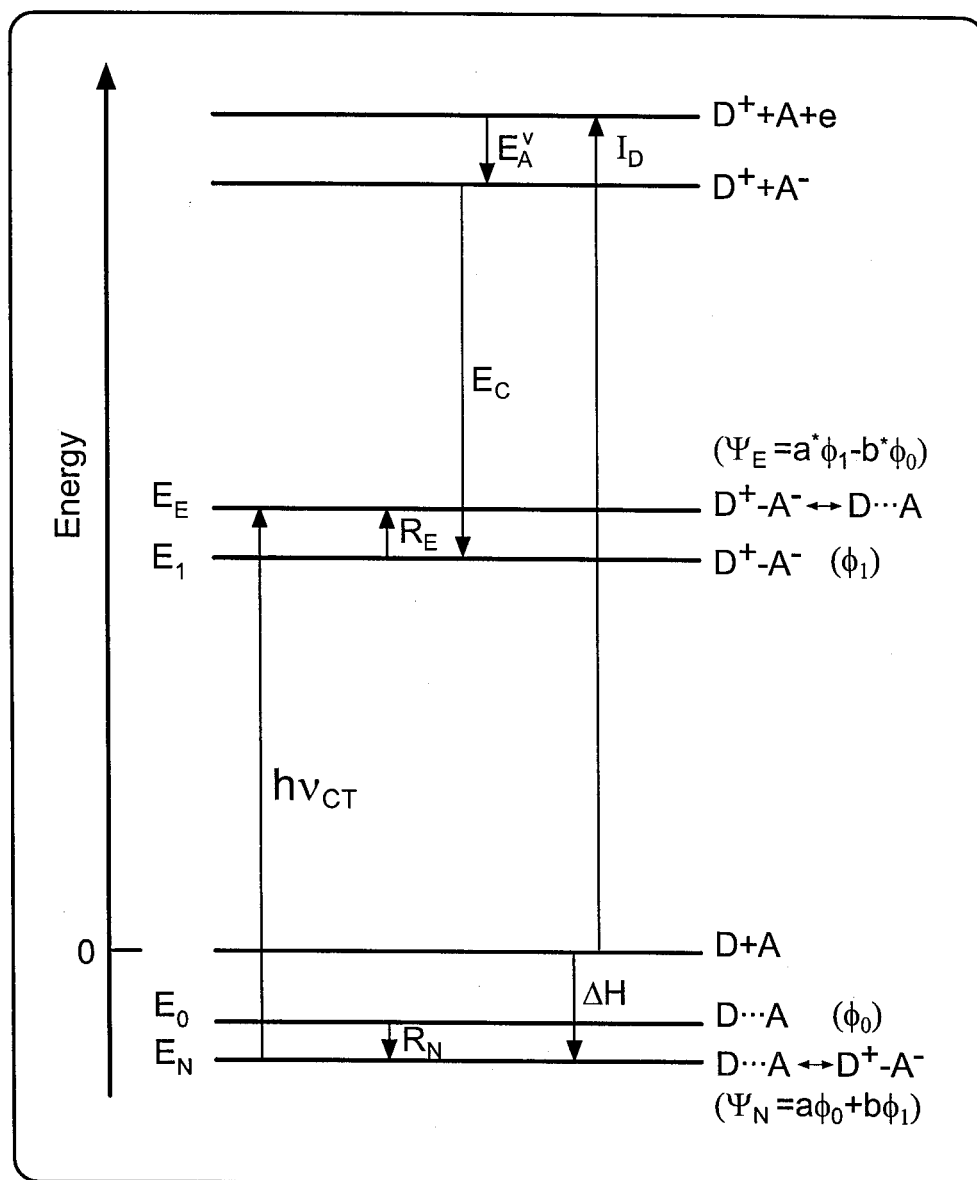 D⁺+A+e
E_A^v
I_D
D⁺+A⁻
E_C
Energy
(Ψ_E=a*ϕ₁-b*ϕ₀)
E_E
D⁺-A⁻↔D···A
R_E
E₁
D⁺-A⁻ (ϕ₁)
hν_CT
0
D+A
ΔH
E₀
D···A (ϕ₀)
R_N
E_N
D···A↔D⁺-A⁻
(Ψ_N=aϕ₀+bϕ₁)